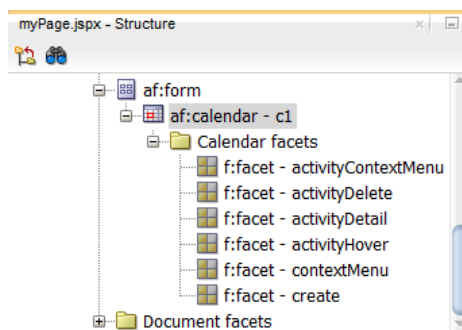 myPage.jspx - Structure
af:form
af:calendar - c1
Calendar facets
f:facet - activityContextMenu
f:facet - activityDelete
f:facet - activityDetail
f:facet - activityHover
f:facet - contextMenu
f:facet - create
Document facets